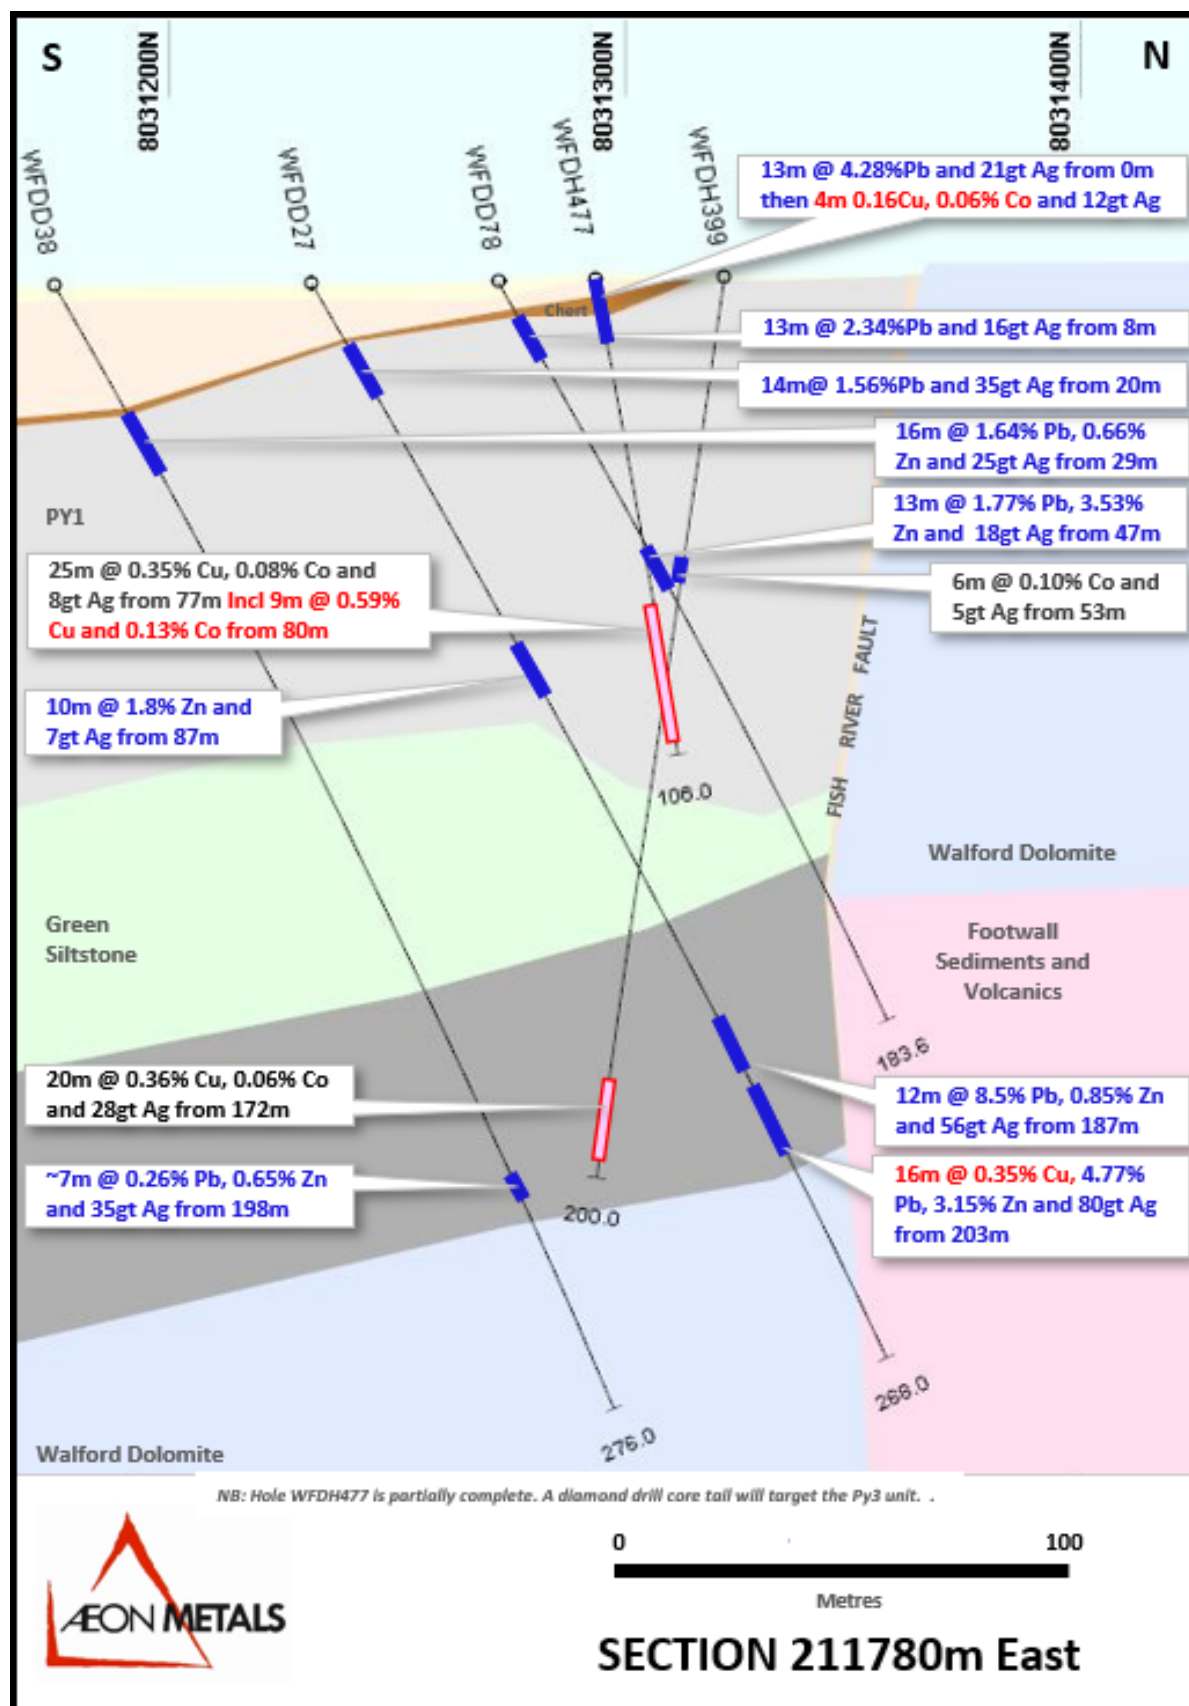 S
8031200N
8031300N
8031400N
N
WFDD38
WFDD27
WFDD78
WFDH477
WFDH399
13m @ 4.28%Pb and 21gt Ag from 0m
then 4m 0.16Cu, 0.06% Co and 12gt Ag
Chert
13m @ 2.34%Pb and 16gt Ag from 8m
14m@ 1.56%Pb and 35gt Ag from 20m
16m @ 1.64% Pb, 0.66%
Zn and 25gt Ag from 29m
PY1
13m @ 1.77% Pb, 3.53%
Zn and 18gt Ag from 47m
25m @ 0.35% Cu, 0.08% Co and
8gt Ag from 77m Incl 9m @ 0.59%
Cu and 0.13% Co from 80m
6m @ 0.10% Co and
5gt Ag from 53m
10m @ 1.8% Zn and
7gt Ag from 87m
FISH RIVER FAULT
106.0
Walford Dolomite
Green
Siltstone
Footwall
Sediments and
Volcanics
183.6
20m @ 0.36% Cu, 0.06% Co
and 28gt Ag from 172m
12m @ 8.5% Pb, 0.85% Zn
and 56gt Ag from 187m
~7m @ 0.26% Pb, 0.65% Zn
and 35gt Ag from 198m
16m @ 0.35% Cu, 4.77%
Pb, 3.15% Zn and 80gt Ag
from 203m
200.0
268.0
276.0
Walford Dolomite
NB: Hole WFDH477 is partially complete. A diamond drill core tail will target the Py3 unit. .
0 100
Metres
ÆON METALS
SECTION 211780m East